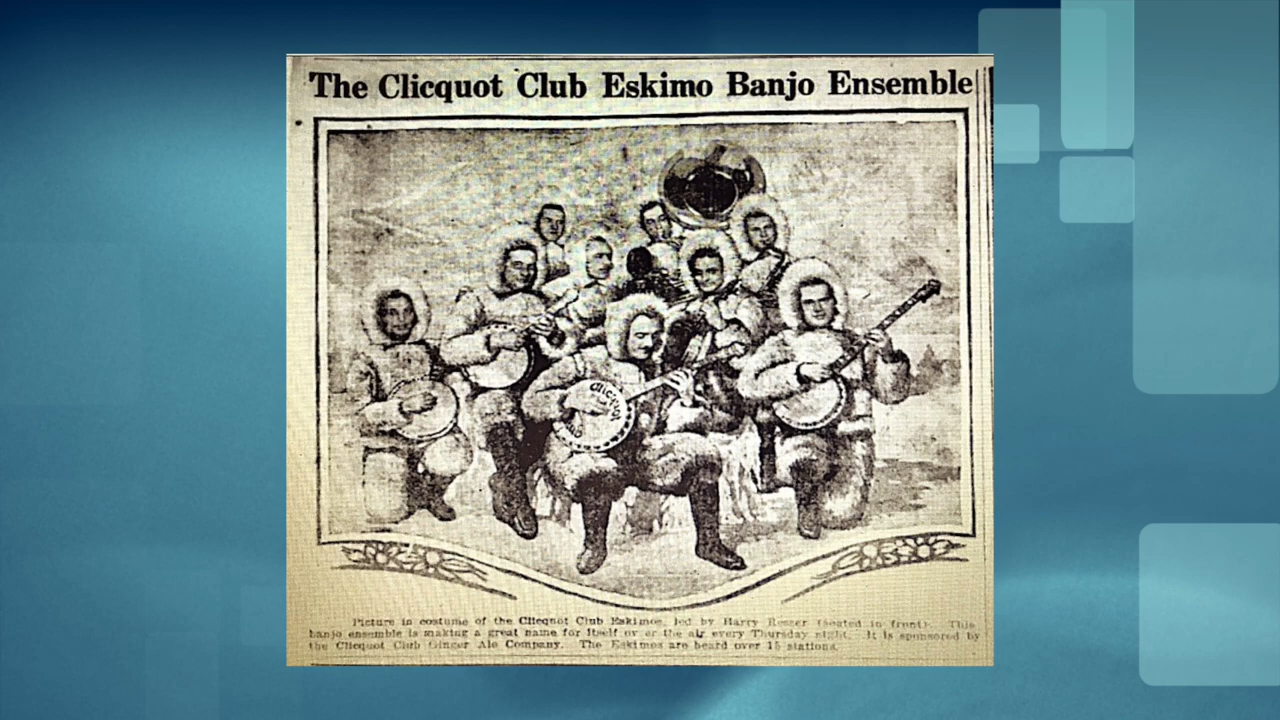 The Clicquot Club Eskimo Banjo Ensemble
Clicquot
Picture in costume of the Clicquot Club Eskimos, led by Harry Reser (seated in front). This
banjo ensemble is making a great name for itself ov er the air every Thursday night. It is sponsored by
the Clicquot Club Ginger Ale Company. The Eskimos are heard over 15 stations.